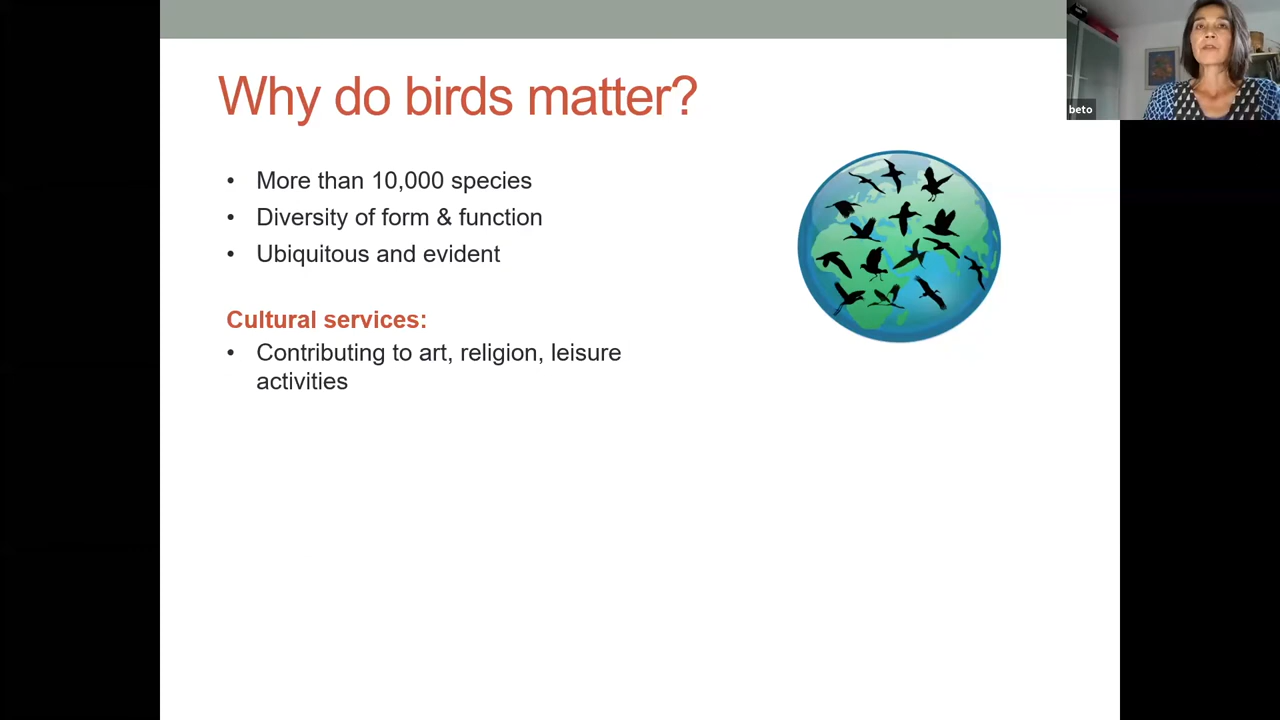 Why do birds matter?
• More than 10,000 species
• Diversity of form & function
• Ubiquitous and evident
Cultural services:
• Contributing to art, religion, leisure
activities
beto